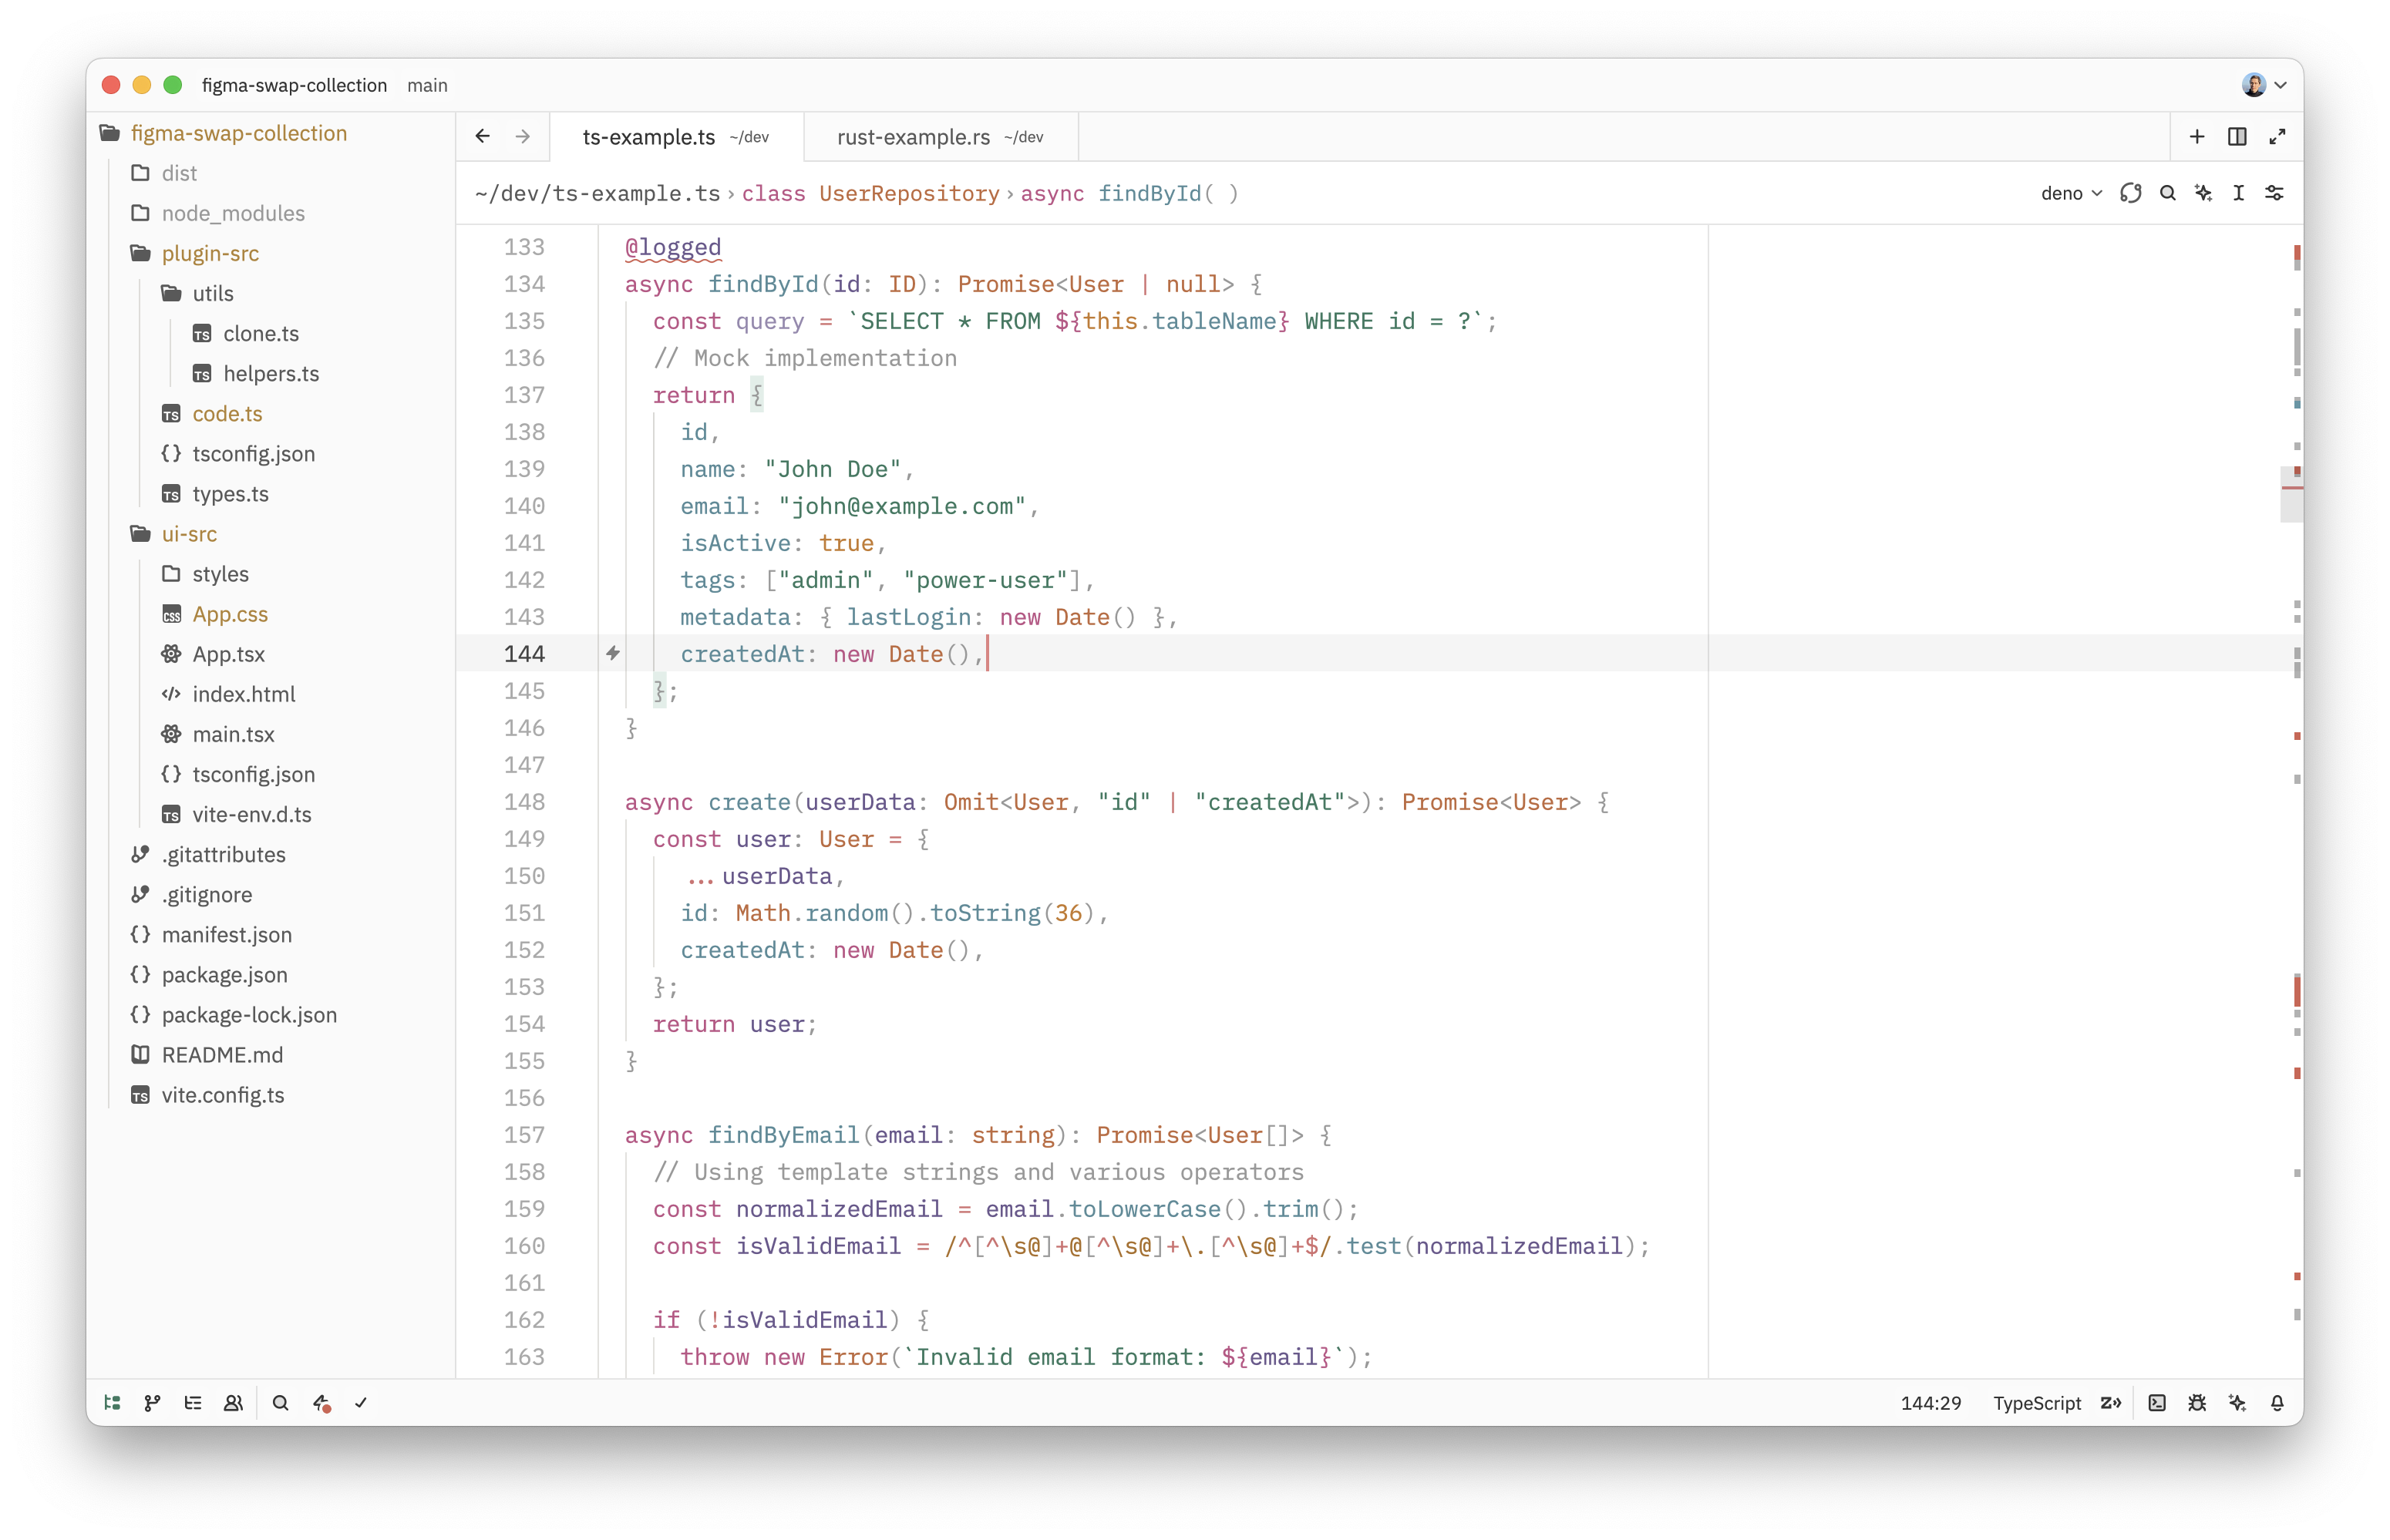 figma-swap-collection main
figma-swap-collection
dist
node_modules
plugin-src
utils
clone.ts
helpers.ts
code.ts
tsconfig.json
types.ts
ui-src
styles
App.css
App.tsx
index.html
main.tsx
tsconfig.json
vite-env.d.ts
.gitattributes
.gitignore
manifest.json
package.json
package-lock.json
README.md
vite.config.ts
ts-example.ts ~/dev rust-example.rs ~/dev
~/dev/ts-example.ts › class UserRepository › async findById( ) deno
133 @logged
134 async findById(id: ID): Promise<User | null> {
135 const query = `SELECT * FROM ${this.tableName} WHERE id = ?`;
136 // Mock implementation
137 return {
138 id,
139 name: "John Doe",
140 email: "john@example.com",
141 isActive: true,
142 tags: ["admin", "power-user"],
143 metadata: { lastLogin: new Date() },
144 createdAt: new Date(),
145 };
146 }
147
148 async create(userData: Omit<User, "id" | "createdAt">): Promise<User> {
149 const user: User = {
150 ...userData,
151 id: Math.random().toString(36),
152 createdAt: new Date(),
153 };
154 return user;
155 }
156
157 async findByEmail(email: string): Promise<User[]> {
158 // Using template strings and various operators
159 const normalizedEmail = email.toLowerCase().trim();
160 const isValidEmail = /^[^\s@]+@[^\s@]+\.[^\s@]+$/.test(normalizedEmail);
161
162 if (!isValidEmail) {
163 throw new Error(`Invalid email format: ${email}`);
144:29 TypeScript